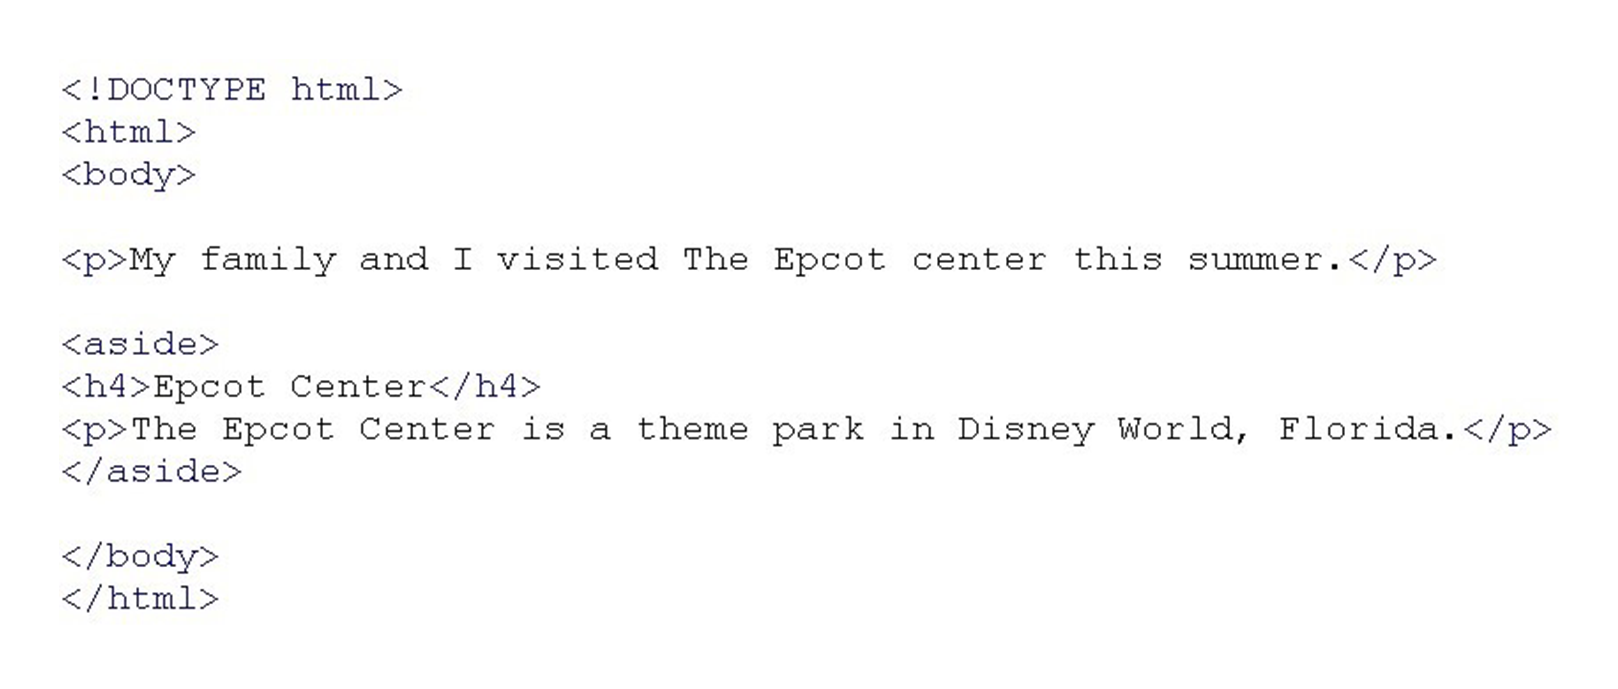 <!DOCTYPE html>
<html>
<body>
<p>My family and I visited The Epcot center this summer.</p>
<aside>
<h4>Epcot Center</h4>
<p>The Epcot Center is a theme park in Disney World, Florida.</p>
</aside>
</body>
</html>